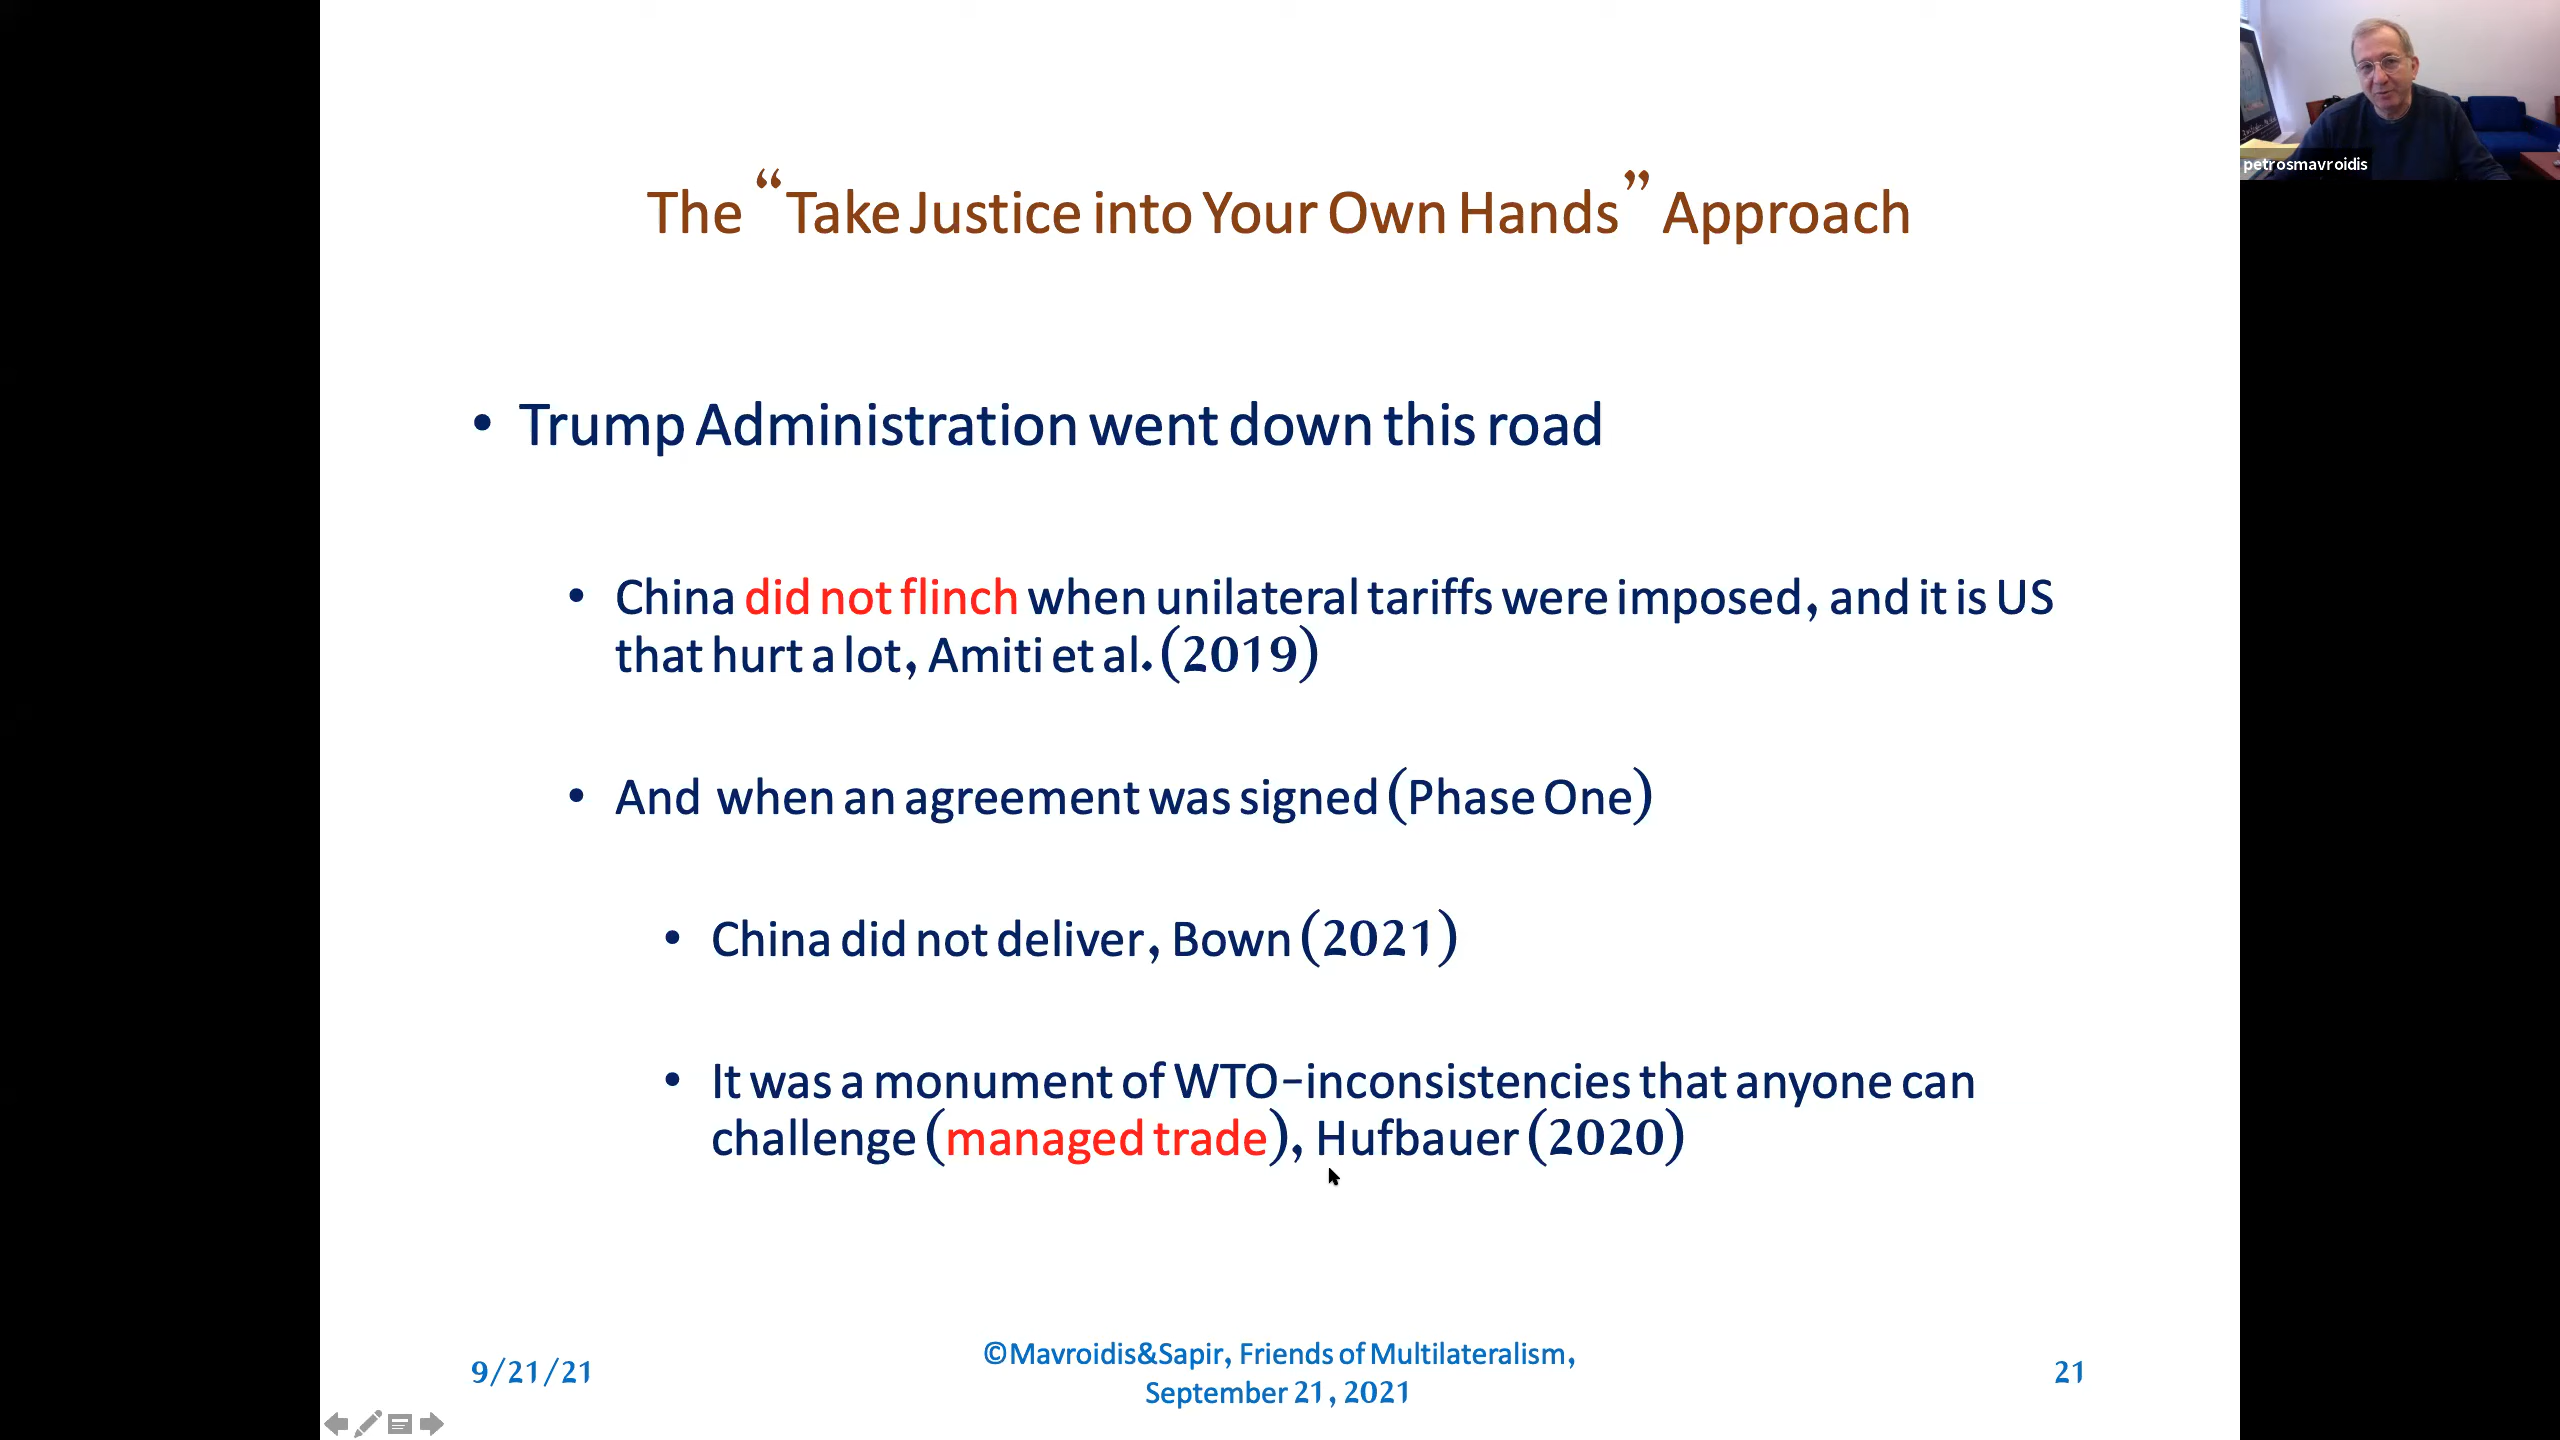 petrosmavroidis
The “Take Justice into Your Own Hands” Approach
• Trump Administration went down this road
• China did not flinch when unilateral tariffs were imposed, and it is US
that hurt a lot, Amiti et al. (2019)
• And when an agreement was signed (Phase One)
• China did not deliver, Bown (2021)
• It was a monument of WTO-inconsistencies that anyone can
challenge (managed trade), Hufbauer (2020)
9/21/21
©Mavroidis&Sapir, Friends of Multilateralism,
September 21, 2021
21